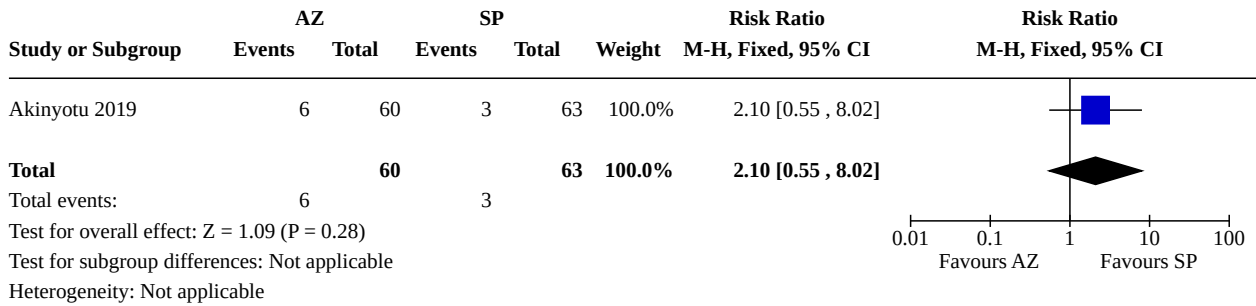 AZ SP Risk Ratio Risk Ratio
Study or Subgroup Events Total Events Total Weight M-H, Fixed, 95% CI M-H, Fixed, 95% CI
Akinyotu 2019 6 60 3 63 100.0% 2.10 [0.55 , 8.02]
Total 60 63 100.0% 2.10 [0.55 , 8.02]
Total events: 6 3
Test for overall effect: Z = 1.09 (P = 0.28)
0.01 0.1 1 10 100
Test for subgroup differences: Not applicable
Favours AZ Favours SP
Heterogeneity: Not applicable